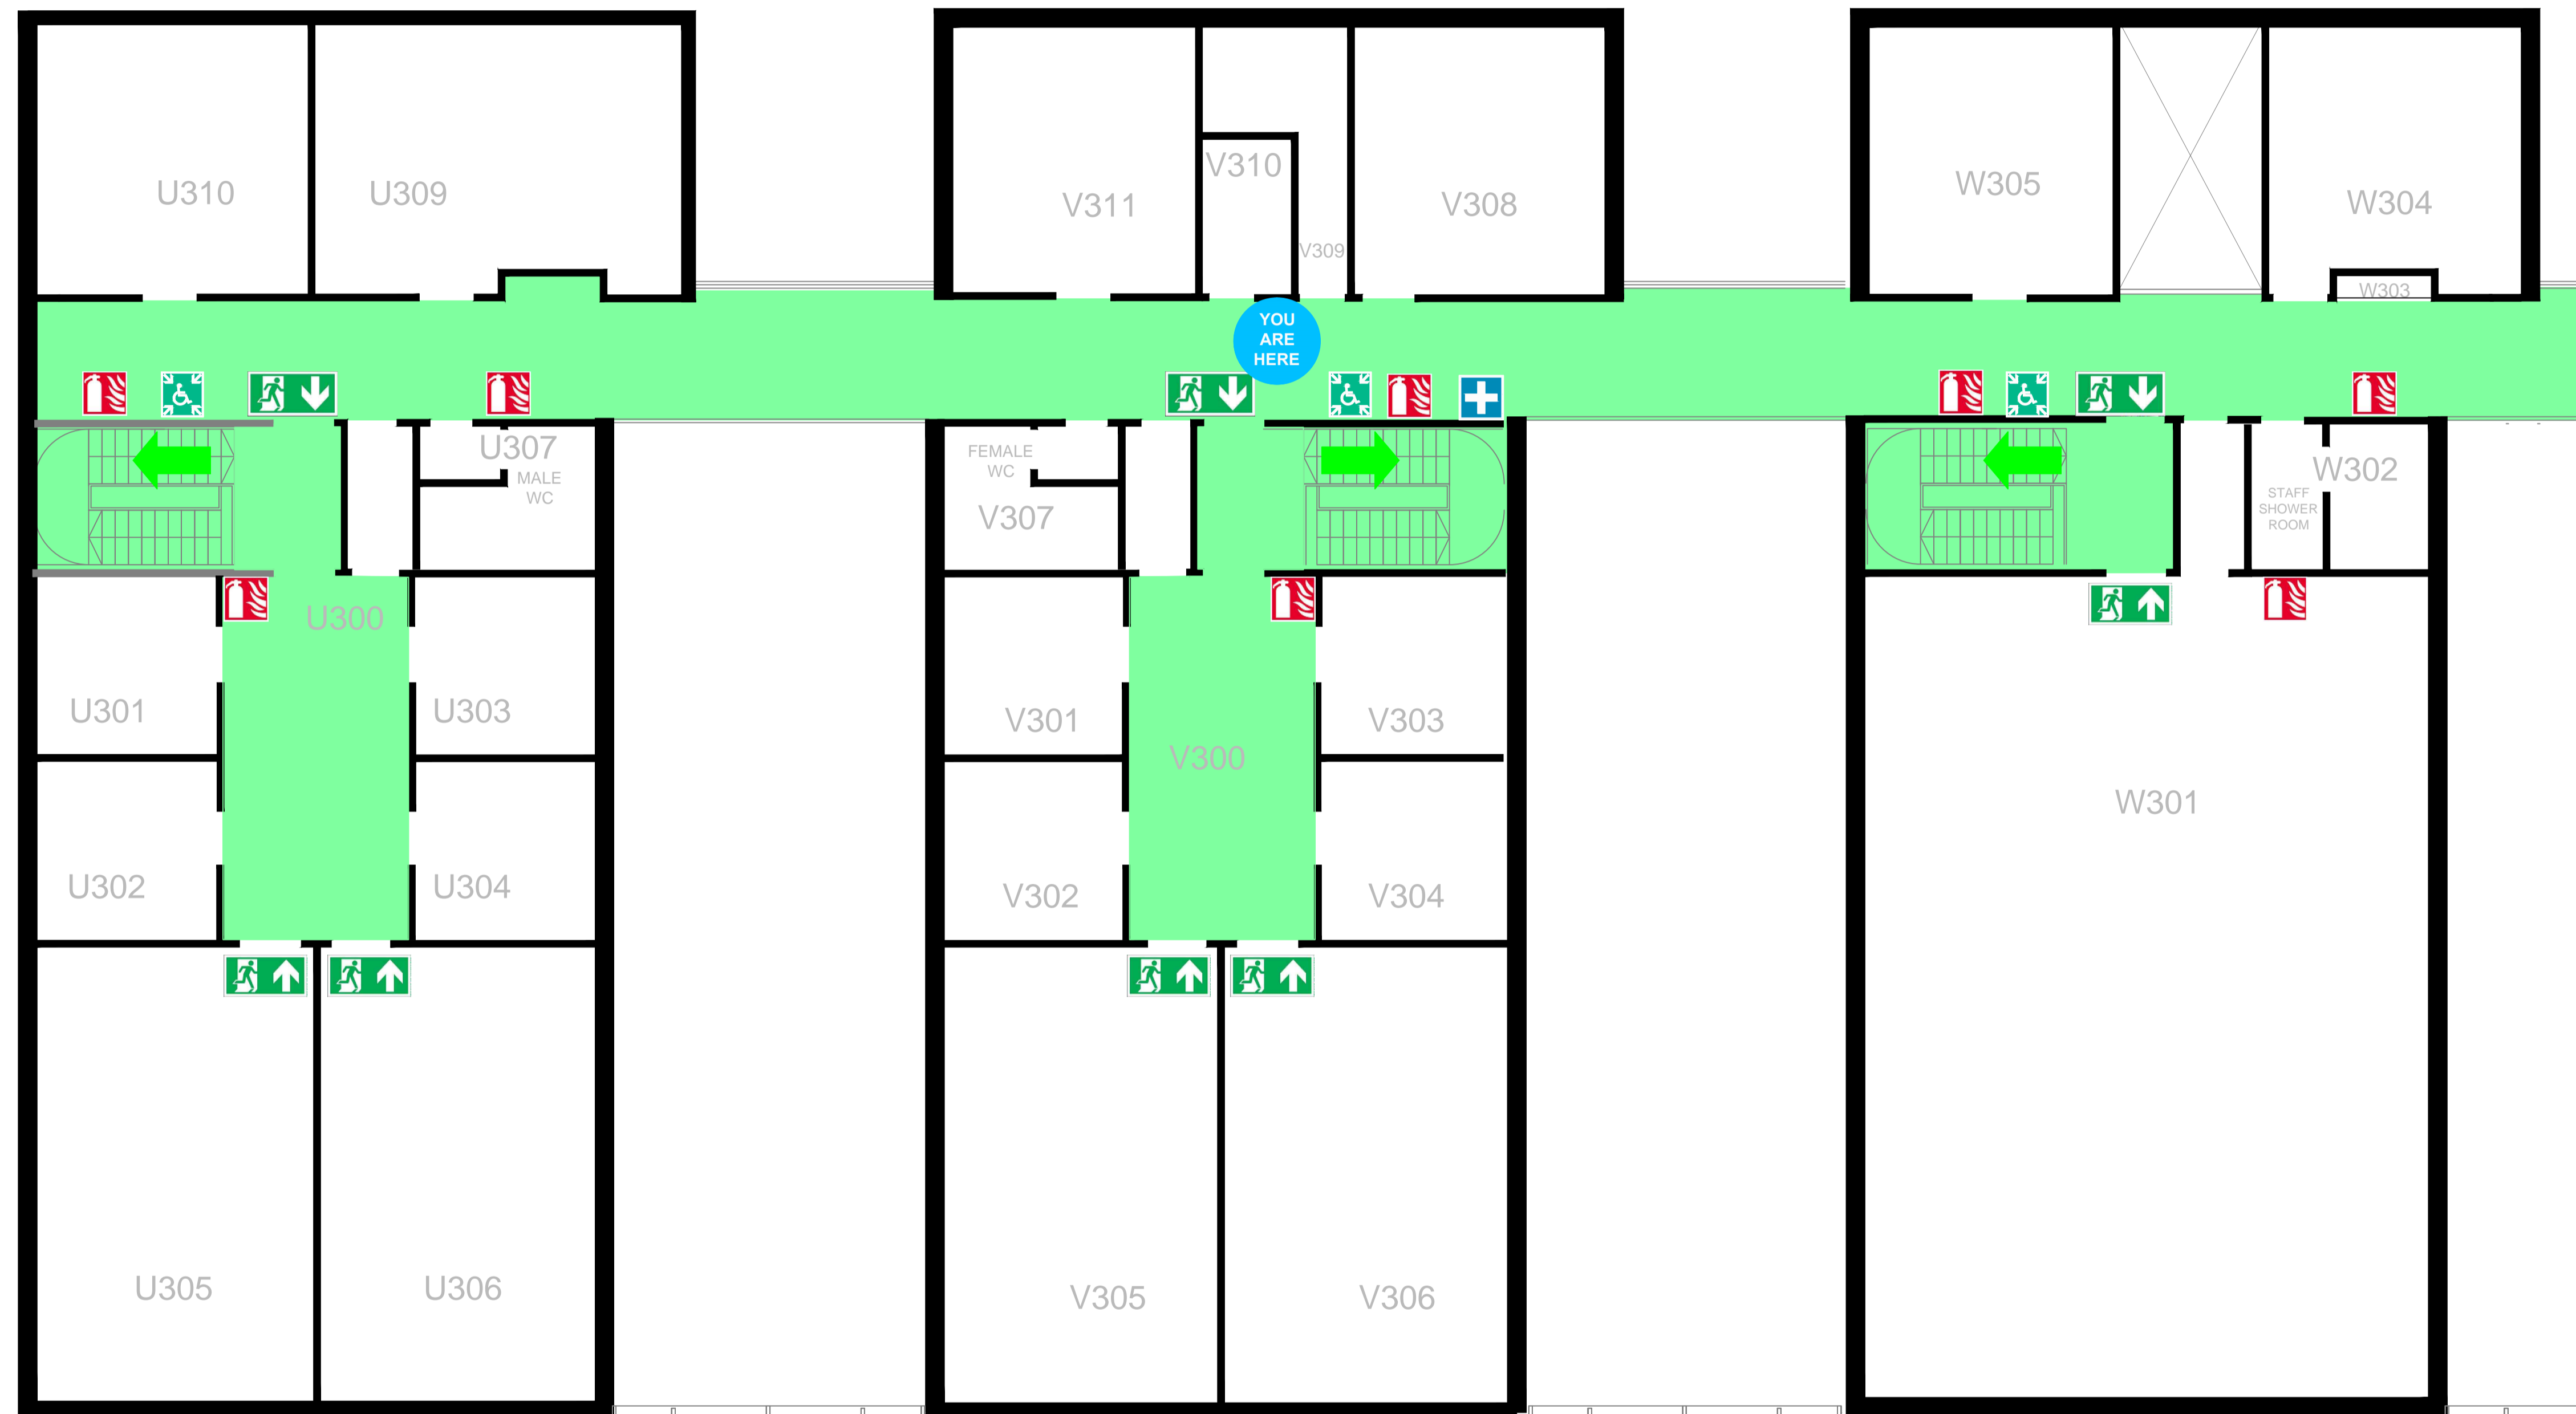 U310
U309
V311
V310
V309
V308
W305
W304
W303
YOU
ARE
HERE
U307
MALE
WC
FEMALE
WC
V307
W302
STAFF
SHOWER
ROOM
U300
U301
U303
V301
V303
V300
W301
U302
U304
V302
V304
U305
U306
V305
V306